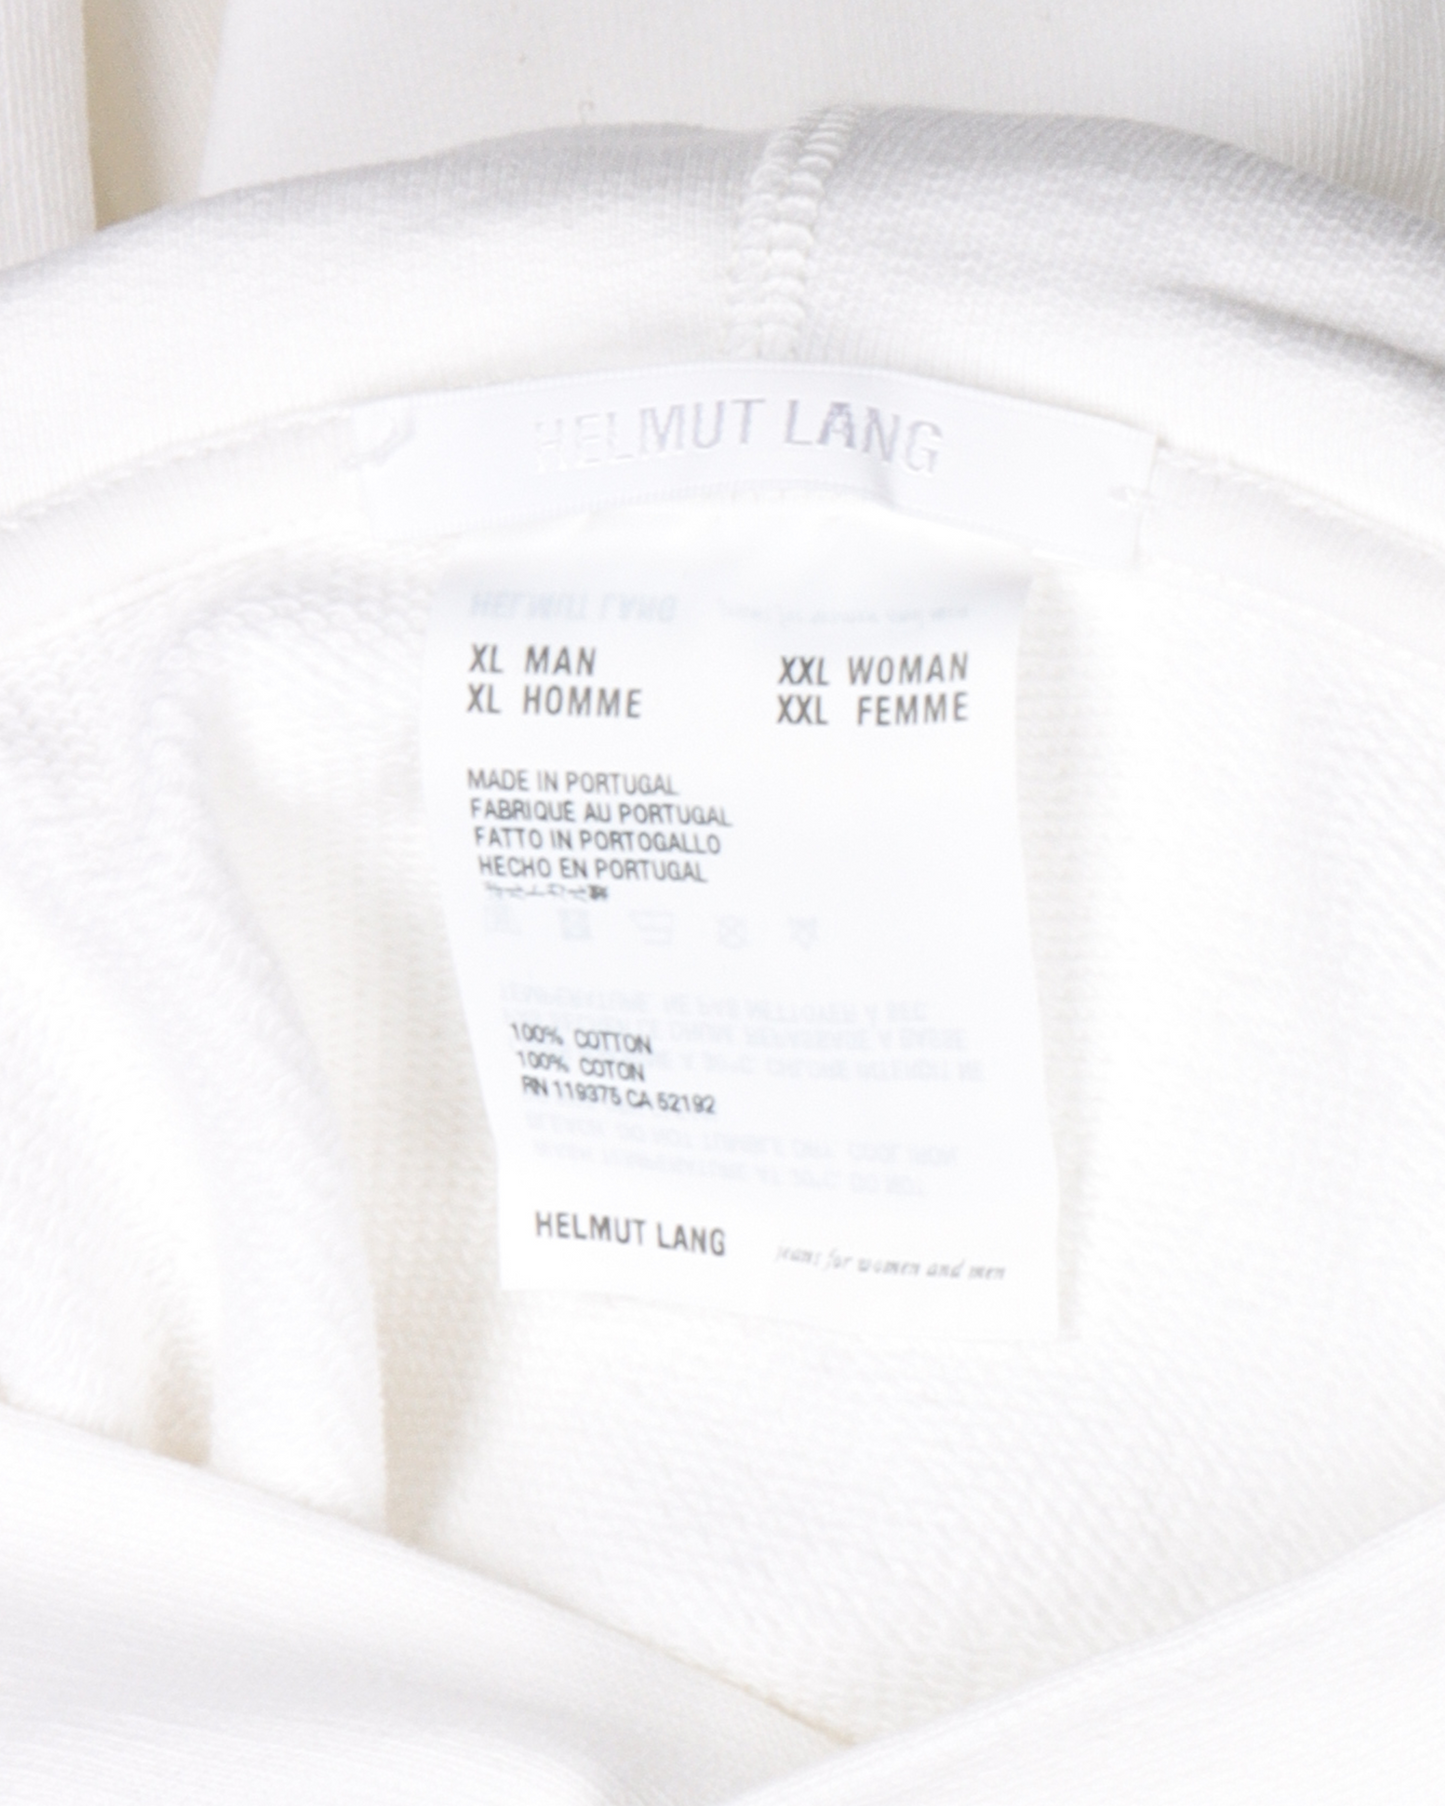 HELMUT LANG
XL MAN XXL WOMAN
XL HOMME XXL FEMME
MADE IN PORTUGAL
FABRIQUE AU PORTUGAL
FATTO IN PORTOGALLO
HECHO EN PORTUGAL
100% COTTON
100% COTON
RN 119375 CA 52192
HELMUT LANG jeans for women and men